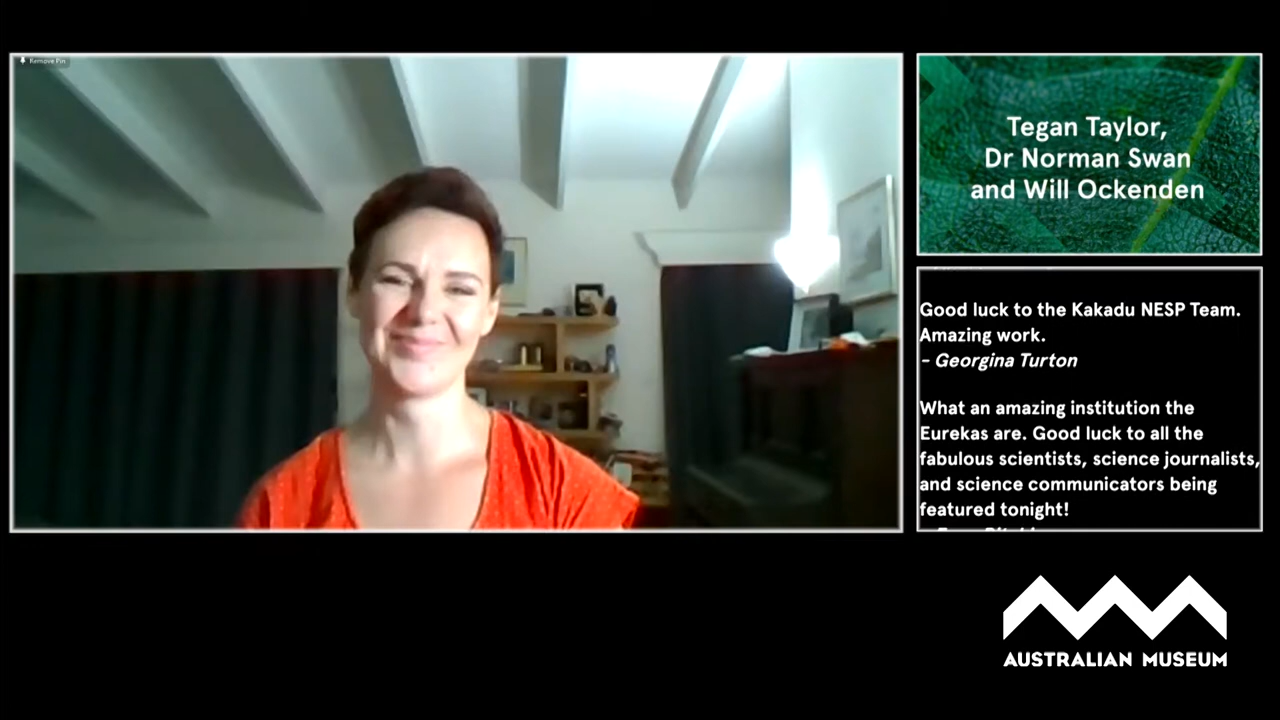 Remove Pin
Tegan Taylor,
Dr Norman Swan
and Will Ockenden
Good luck to the Kakadu NESP Team.
Amazing work.
- Georgina Turton
What an amazing institution the
Eurekas are. Good luck to all the
fabulous scientists, science journalists,
and science communicators being
featured tonight!
AUSTRALIAN MUSEUM